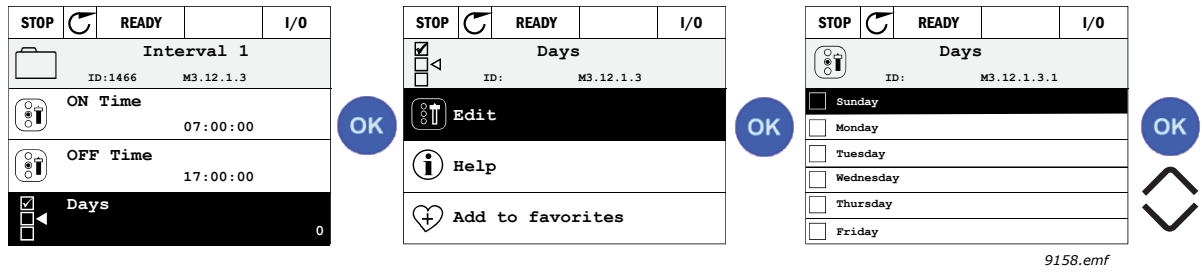 STOP READY I/O
Interval 1
ID:1466 M3.12.1.3
ON Time
07:00:00
OFF Time
17:00:00
Days
0
OK
STOP READY I/O
Days
ID: M3.12.1.3
Edit
Help
Add to favorites
OK
STOP READY I/O
Days
ID: M3.12.1.3.1
Sunday
Monday
Tuesday
Wednesday
Thursday
Friday
OK
9158.emf